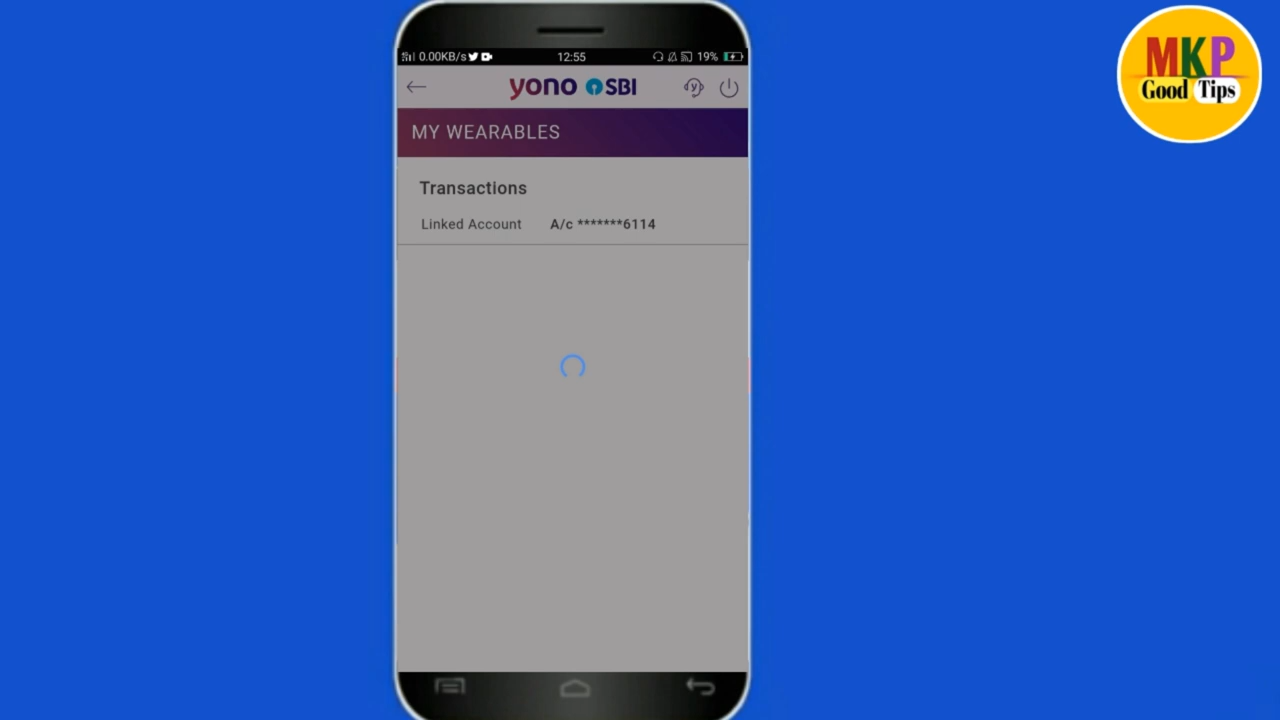 0.00KB/s 12:55 19%
yono SBI
MY WEARABLES
Transactions
Linked Account A/c *******6114
MKP
Good Tips